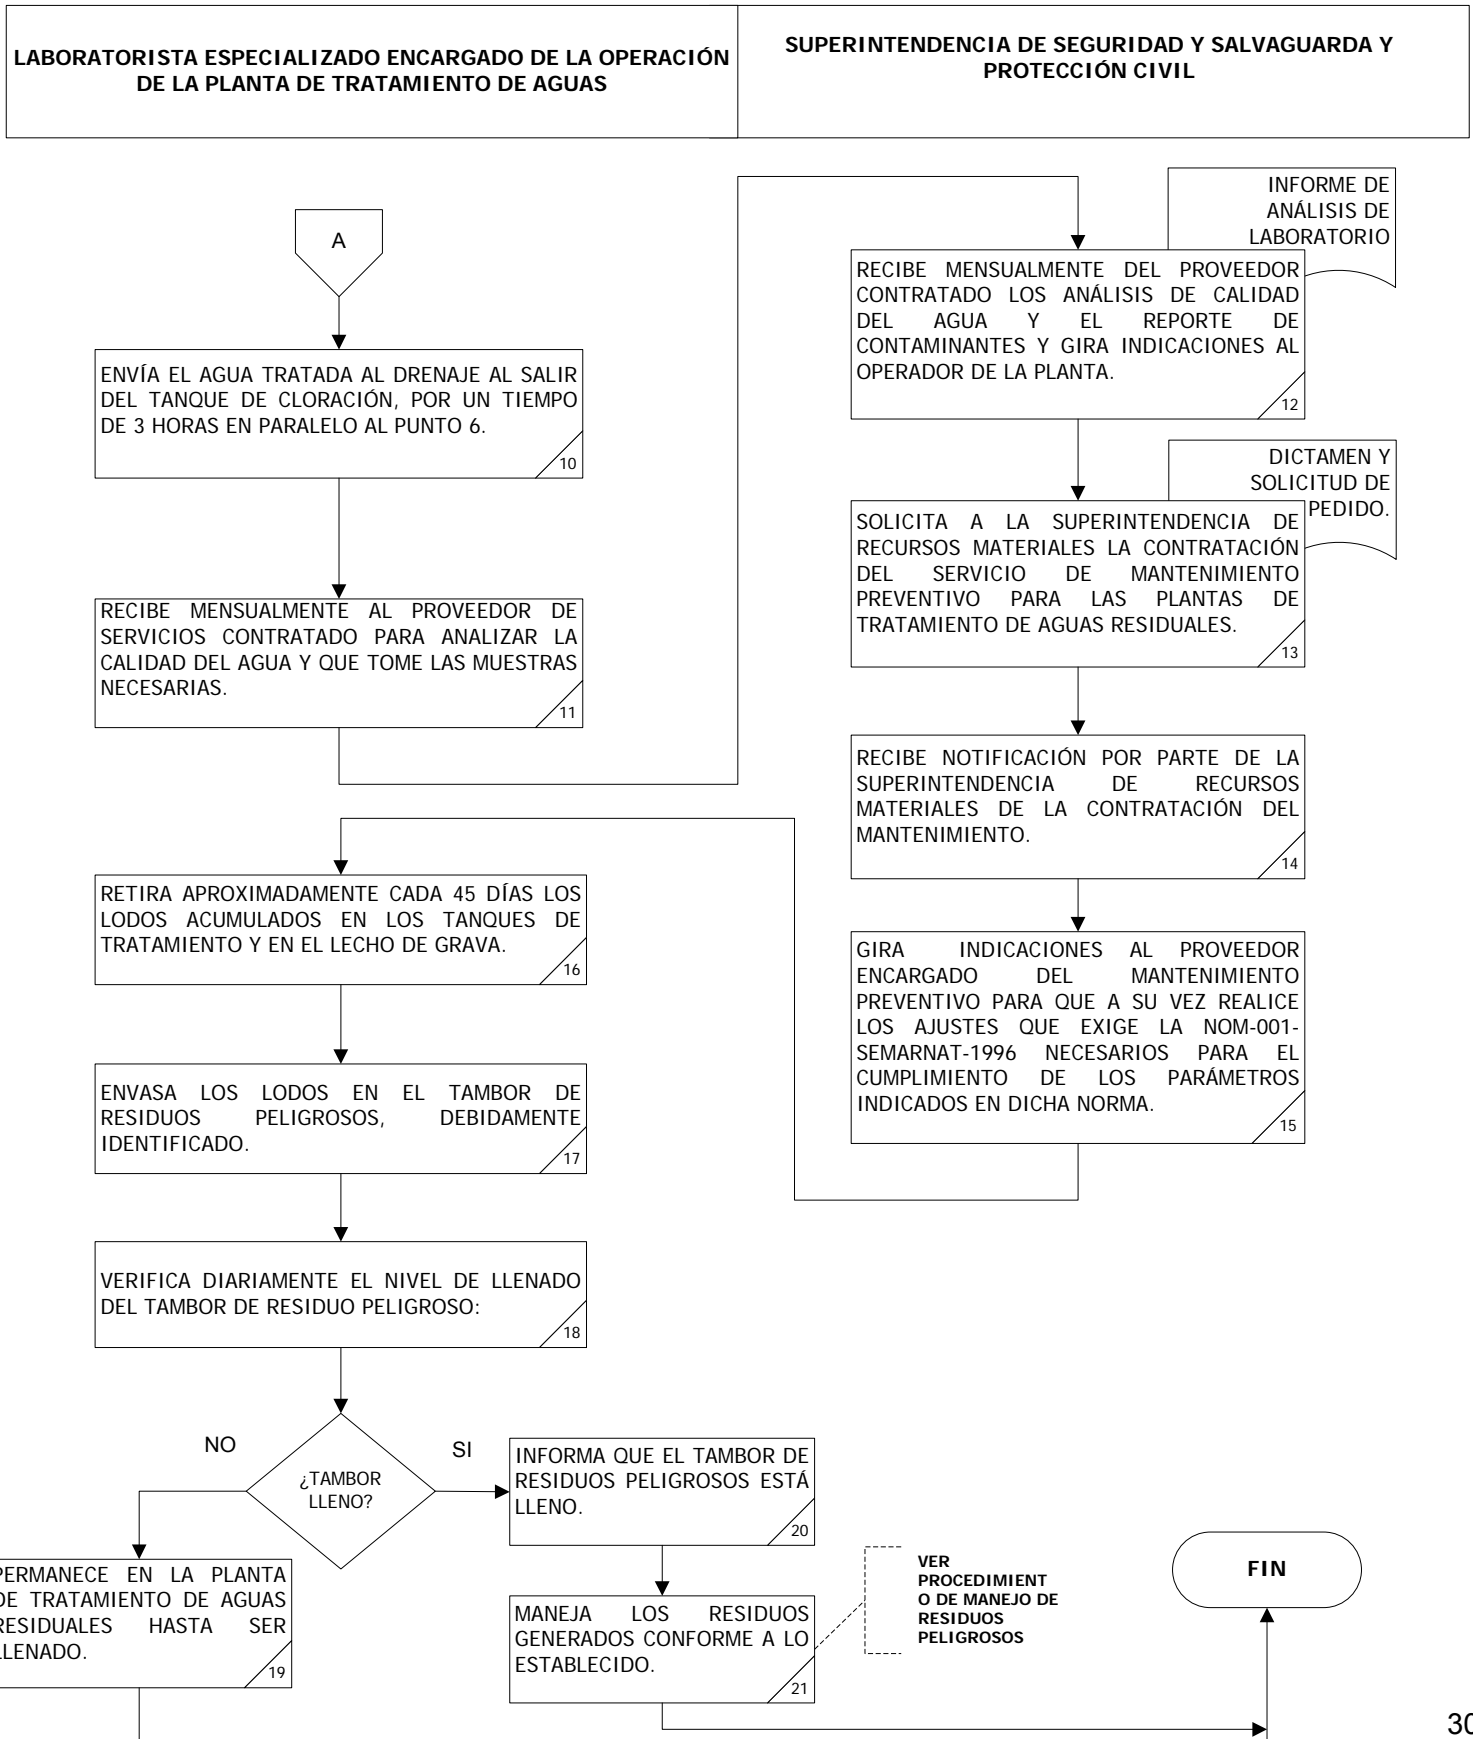 LABORATORISTA ESPECIALIZADO ENCARGADO DE LA OPERACIÓN
DE LA PLANTA DE TRATAMIENTO DE AGUAS
SUPERINTENDENCIA DE SEGURIDAD Y SALVAGUARDA Y
PROTECCIÓN CIVIL
A
ENVÍA EL AGUA TRATADA AL DRENAJE AL SALIR
DEL TANQUE DE CLORACIÓN, POR UN TIEMPO
DE 3 HORAS EN PARALELO AL PUNTO 6.
10
RECIBE MENSUALMENTE AL PROVEEDOR DE
SERVICIOS CONTRATADO PARA ANALIZAR LA
CALIDAD DEL AGUA Y QUE TOME LAS MUESTRAS
NECESARIAS.
11
INFORME DE
ANÁLISIS DE
LABORATORIO
RECIBE MENSUALMENTE DEL PROVEEDOR
CONTRATADO LOS ANÁLISIS DE CALIDAD
DEL AGUA Y EL REPORTE DE
CONTAMINANTES Y GIRA INDICACIONES AL
OPERADOR DE LA PLANTA.
12
DICTAMEN Y
SOLICITUD DE
PEDIDO.
SOLICITA A LA SUPERINTENDENCIA DE
RECURSOS MATERIALES LA CONTRATACIÓN
DEL SERVICIO DE MANTENIMIENTO
PREVENTIVO PARA LAS PLANTAS DE
TRATAMIENTO DE AGUAS RESIDUALES.
13
RECIBE NOTIFICACIÓN POR PARTE DE LA
SUPERINTENDENCIA DE RECURSOS
MATERIALES DE LA CONTRATACIÓN DEL
MANTENIMIENTO.
14
GIRA INDICACIONES AL PROVEEDOR
ENCARGADO DEL MANTENIMIENTO
PREVENTIVO PARA QUE A SU VEZ REALICE
LOS AJUSTES QUE EXIGE LA NOM-001-
SEMARNAT-1996 NECESARIOS PARA EL
CUMPLIMIENTO DE LOS PARÁMETROS
INDICADOS EN DICHA NORMA.
15
RETIRA APROXIMADAMENTE CADA 45 DÍAS LOS
LODOS ACUMULADOS EN LOS TANQUES DE
TRATAMIENTO Y EN EL LECHO DE GRAVA.
16
ENVASA LOS LODOS EN EL TAMBOR DE
RESIDUOS PELIGROSOS, DEBIDAMENTE
IDENTIFICADO.
17
VERIFICA DIARIAMENTE EL NIVEL DE LLENADO
DEL TAMBOR DE RESIDUO PELIGROSO:
18
NO
¿TAMBOR
LLENO?
SI
PERMANECE EN LA PLANTA
DE TRATAMIENTO DE AGUAS
RESIDUALES HASTA SER
LLENADO.
19
INFORMA QUE EL TAMBOR DE
RESIDUOS PELIGROSOS ESTÁ
LLENO.
20
MANEJA LOS RESIDUOS
GENERADOS CONFORME A LO
ESTABLECIDO.
21
VER
PROCEDIMIENT
O DE MANEJO DE
RESIDUOS
PELIGROSOS
FIN
30